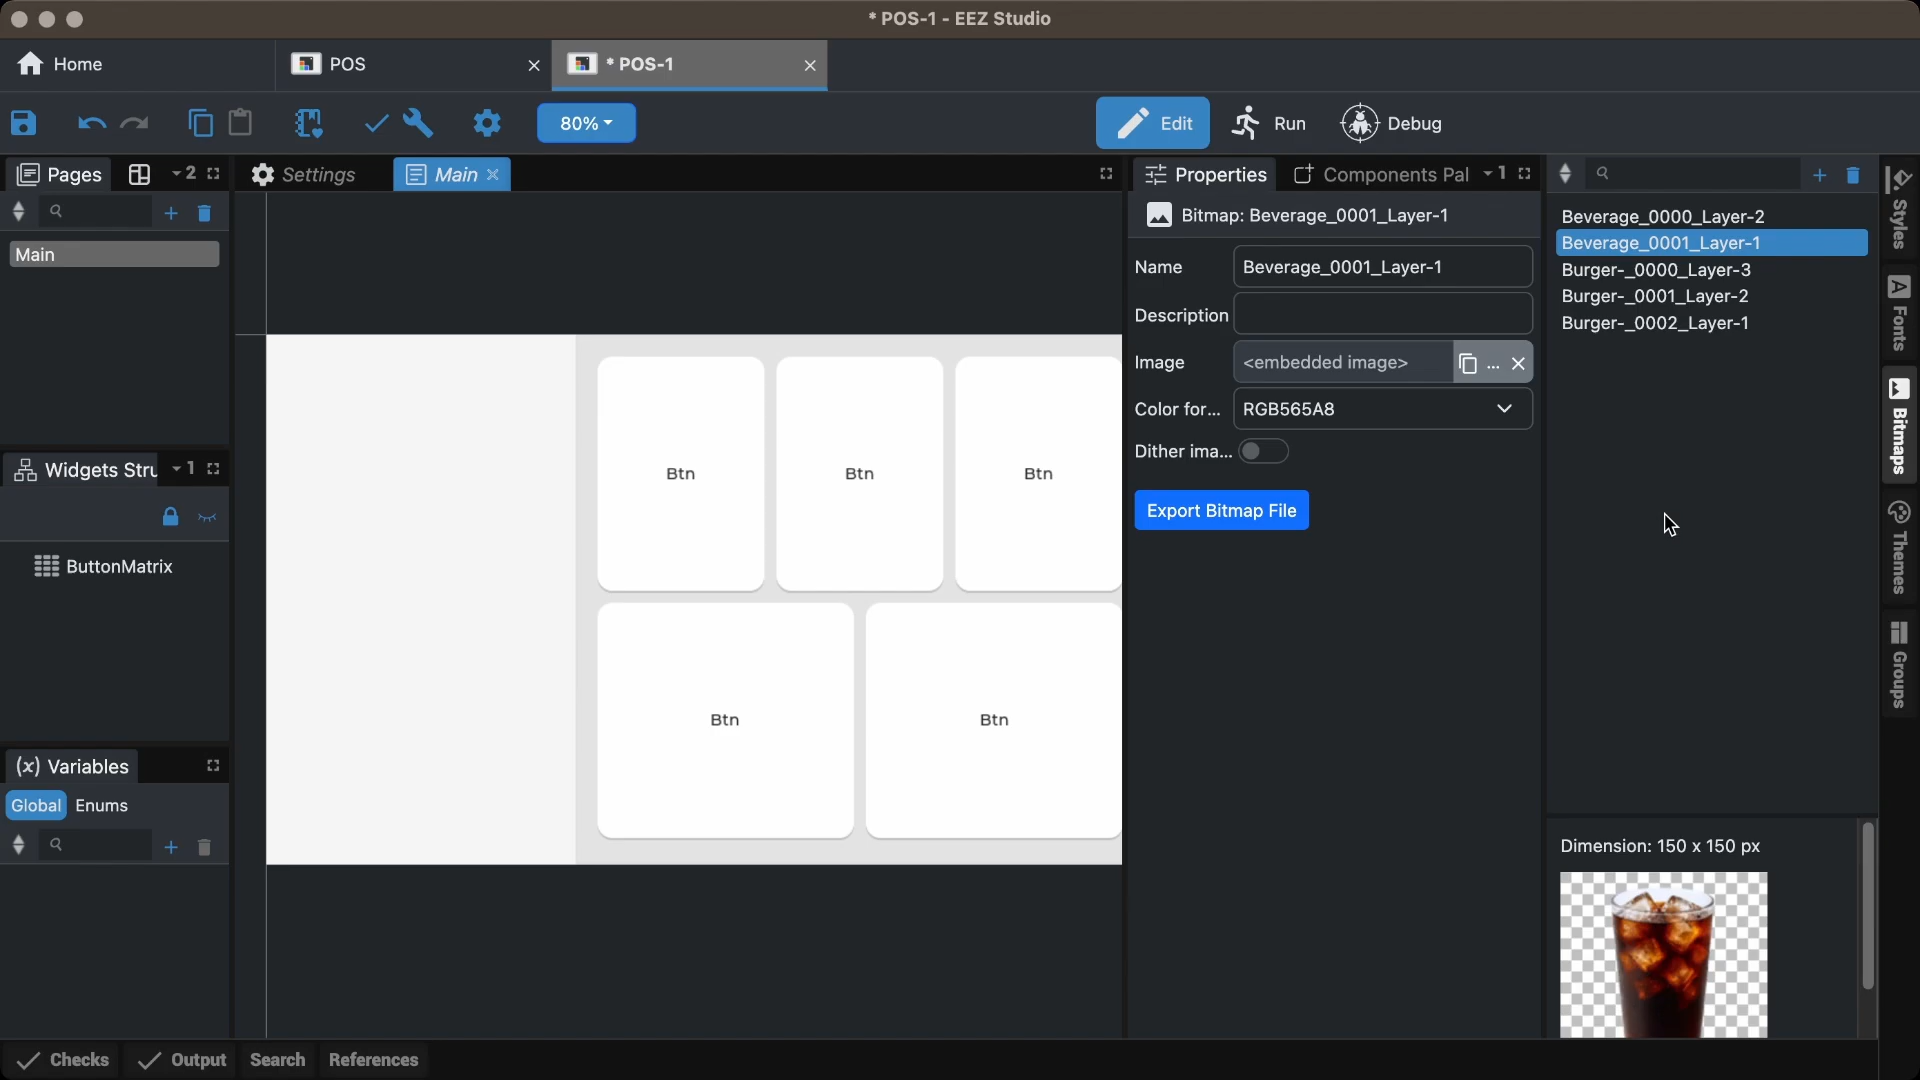 * POS-1 - EEZ Studio
Home
POS
* POS-1
80%
Edit
Run
Debug
Pages
2
Settings
Main
Properties
Components Pal
1
Main
Bitmap: Beverage_0001_Layer-1
Name
Beverage_0001_Layer-1
Description
Image
<embedded image>
...
Color for...
RGB565A8
Dither ima...
Export Bitmap File
Beverage_0000_Layer-2
Beverage_0001_Layer-1
Burger-_0000_Layer-3
Burger-_0001_Layer-2
Burger-_0002_Layer-1
Styles
Fonts
Bitmaps
Themes
Groups
Btn
Btn
Btn
Btn
Btn
Widgets Stru
1
ButtonMatrix
(x) Variables
Global
Enums
Dimension: 150 x 150 px
Checks
Output
Search
References